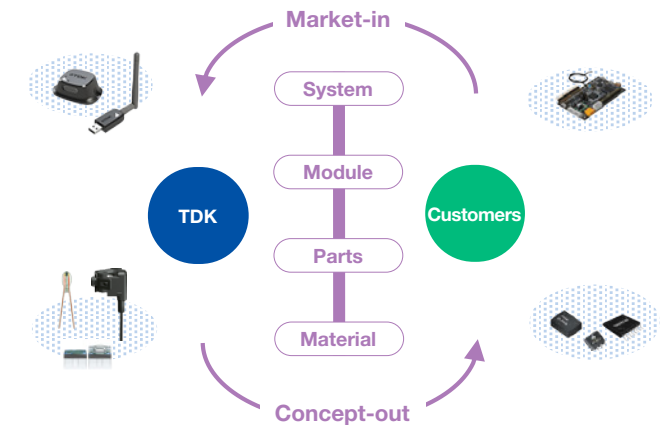 Market-in
System
Module
TDK
Customers
Parts
Material
Concept-out